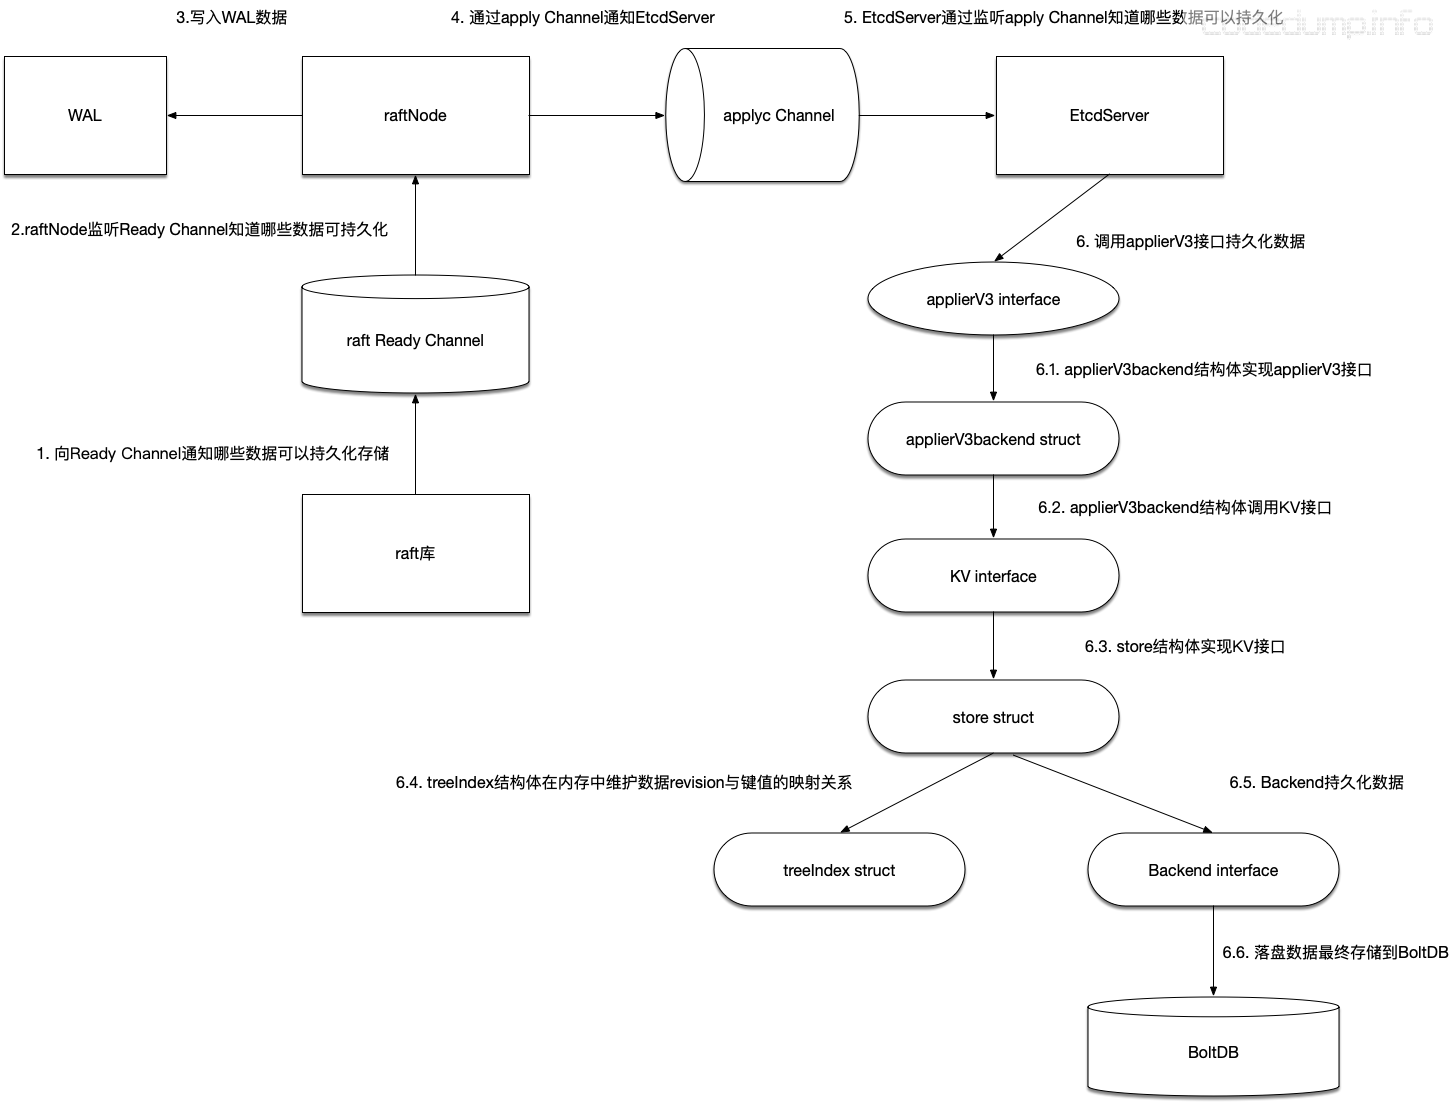 3.写入WAL数据
4. 通过apply Channel通知EtcdServer
5. EtcdServer通过监听apply Channel知道哪些数据可以持久化
WAL
raftNode
applyc Channel
EtcdServer
2.raftNode监听Ready Channel知道哪些数据可持久化
6. 调用applierV3接口持久化数据
applierV3 interface
raft Ready Channel
6.1. applierV3backend结构体实现applierV3接口
applierV3backend struct
1. 向Ready Channel通知哪些数据可以持久化存储
6.2. applierV3backend结构体调用KV接口
raft库
KV interface
6.3. store结构体实现KV接口
store struct
6.4. treeIndex结构体在内存中维护数据revision与键值的映射关系
6.5. Backend持久化数据
treeIndex struct
Backend interface
6.6. 落盘数据最终存储到BoltDB
BoltDB